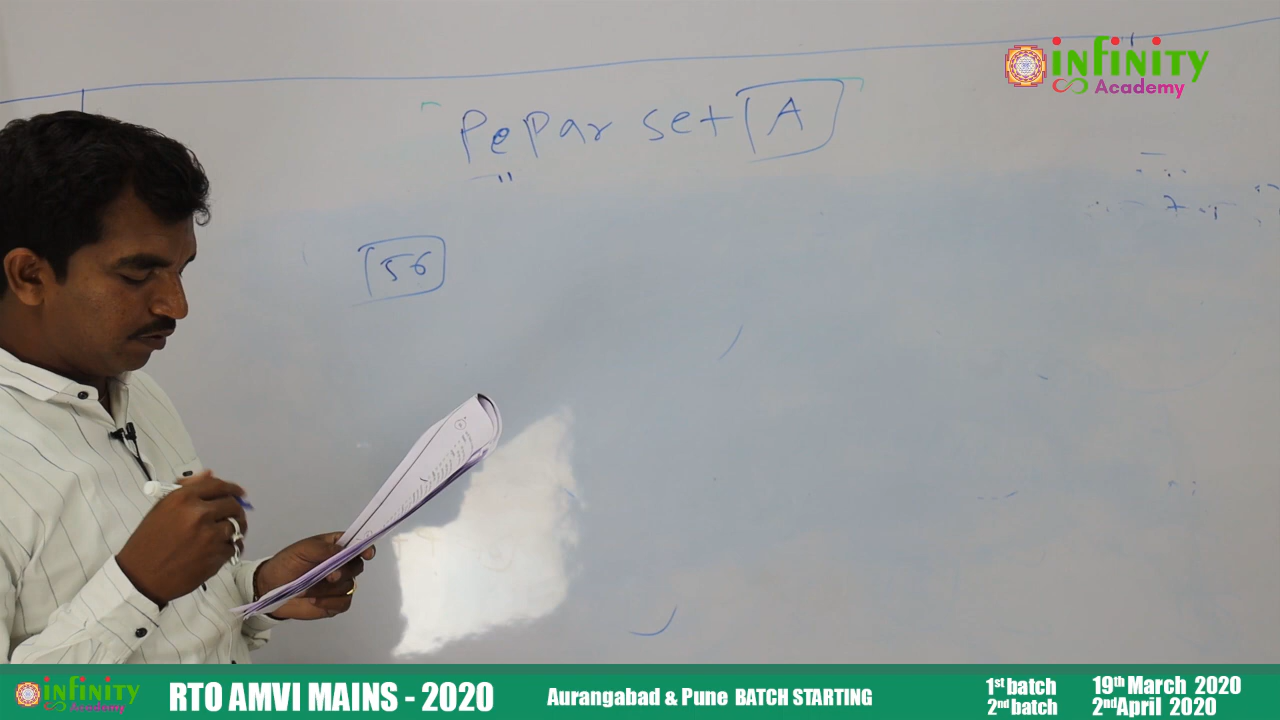 infinity
Academy
Pepar set A
56
infinity
Academy
RTO AMVI MAINS - 2020
Aurangabad & Pune BATCH STARTING
1st batch 19th March 2020
2nd batch 2nd April 2020